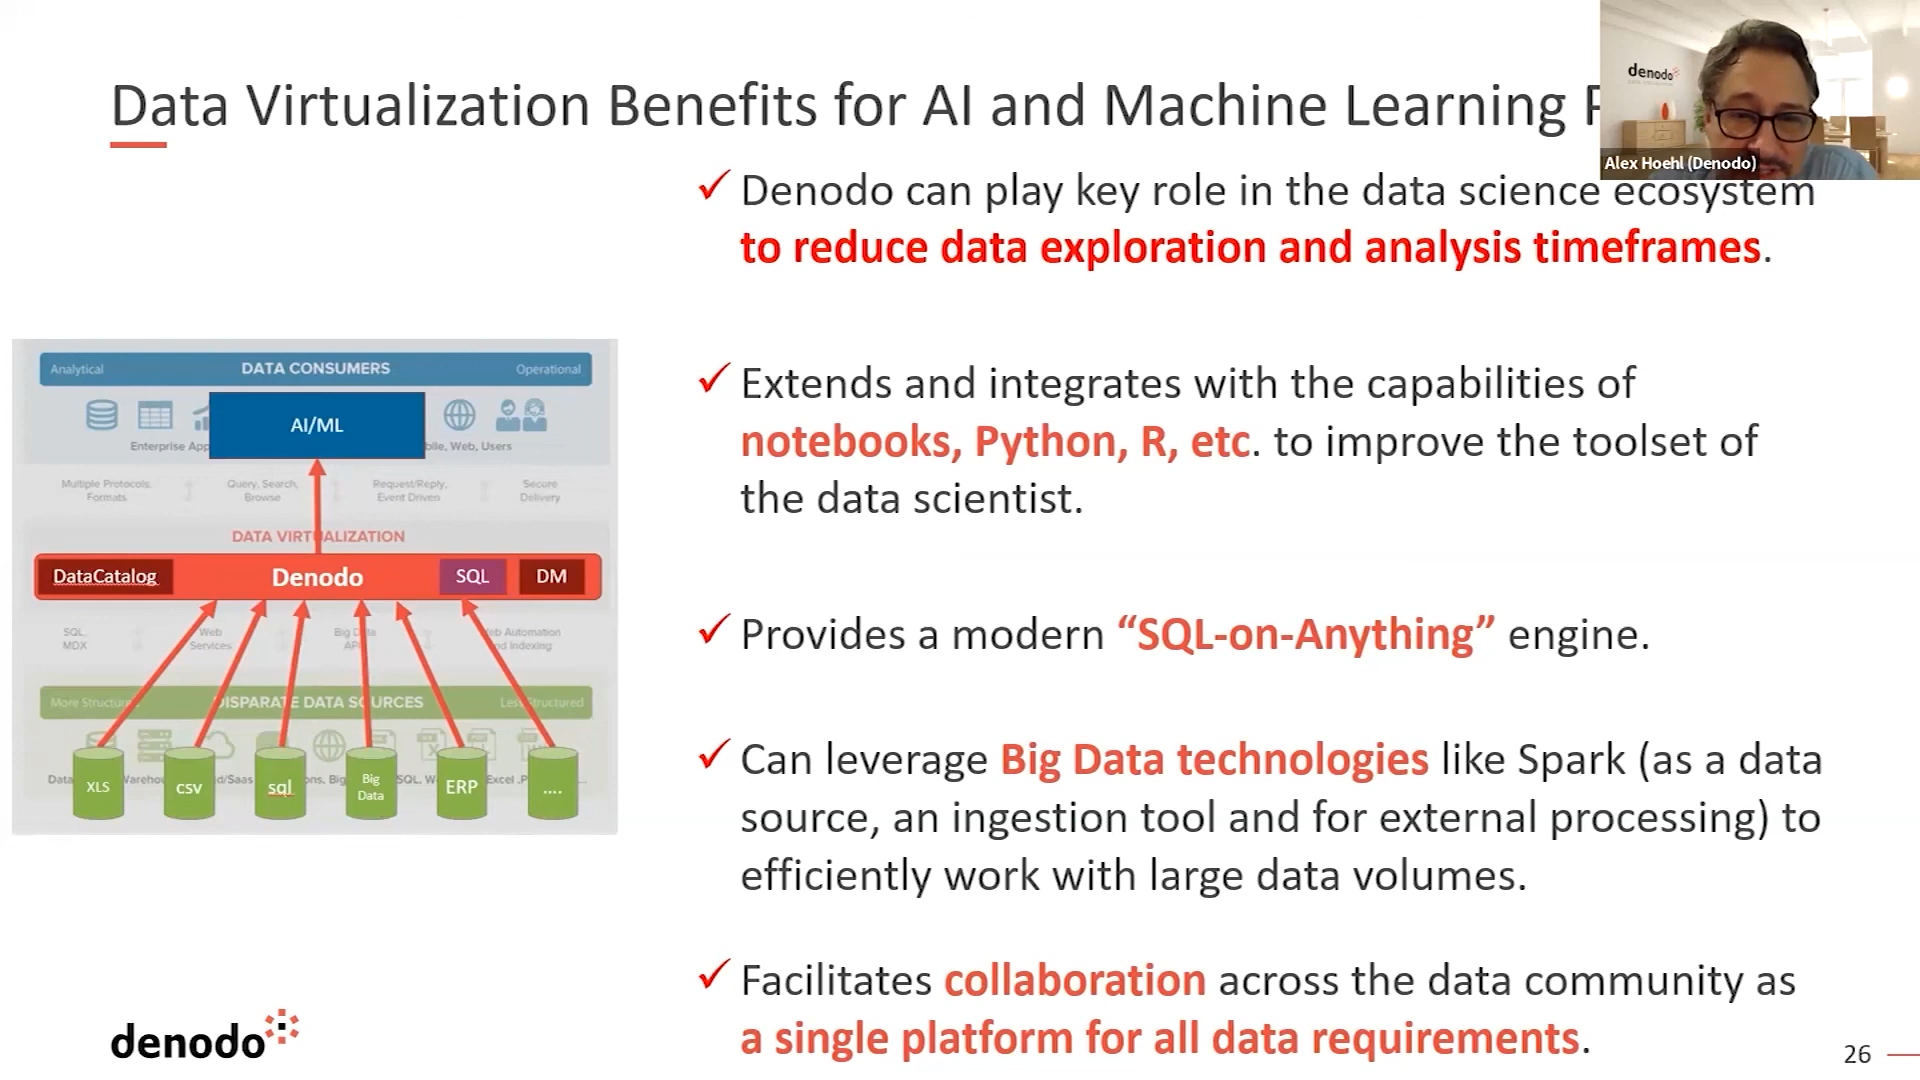 denodo
Alex Hoehl (Denodo)
Data Virtualization Benefits for AI and Machine Learning
Denodo can play key role in the data science ecosystem
to reduce data exploration and analysis timeframes.
Extends and integrates with the capabilities of
notebooks, Python, R, etc. to improve the toolset of
the data scientist.
Provides a modern “SQL-on-Anything” engine.
Can leverage Big Data technologies like Spark (as a data
source, an ingestion tool and for external processing) to
efficiently work with large data volumes.
Facilitates collaboration across the data community as
a single platform for all data requirements.
Analytical DATA CONSUMERS Operational
AI/ML
Enterprise Web, Users
Multiple Protocols, Formats
Query, Search, Browse
Request/Reply, Event Driven
Secure Delivery
DATA VIRTUALIZATION
DataCatalog Denodo SQL DM
SQL, MDX
Web Services
Big Data
Automation
and Indexing
More DISPARATE DATA SOURCES Less Structured
XLS csv sql Big Data ERP ....
Excel
denodo
26